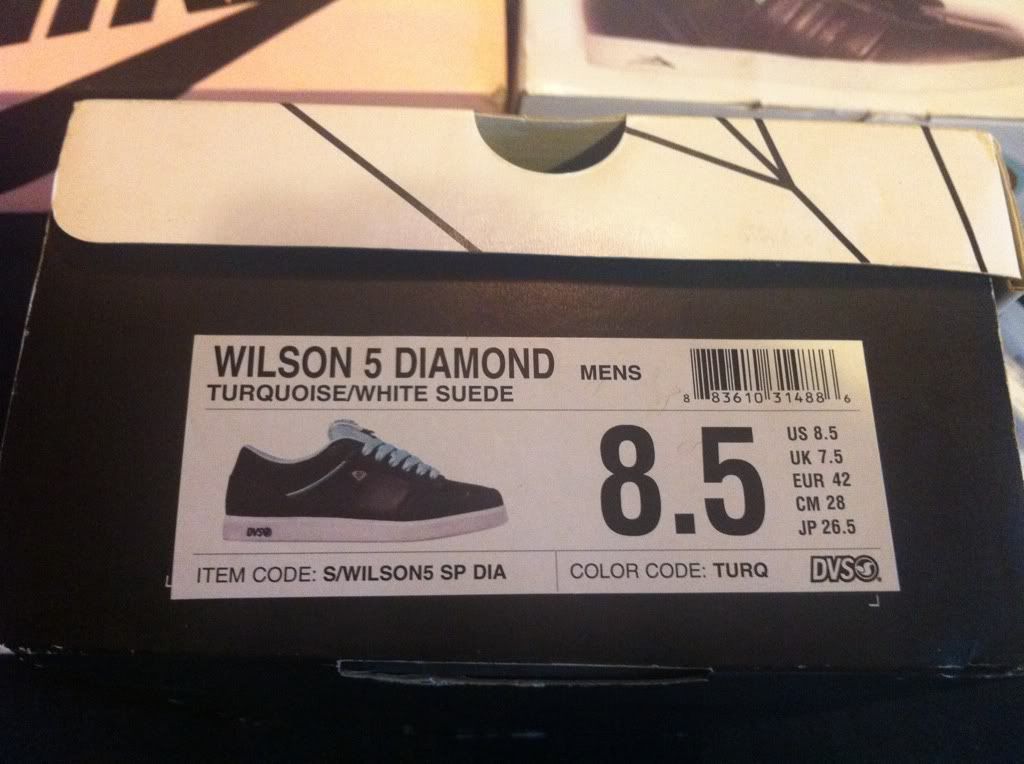 WILSON 5 DIAMOND MENS
TURQUOISE/WHITE SUEDE
8 83610 31488 6
8.5
US 8.5
UK 7.5
EUR 42
CM 28
JP 26.5
DVS
ITEM CODE: S/WILSON5 SP DIA
COLOR CODE: TURQ
DVS